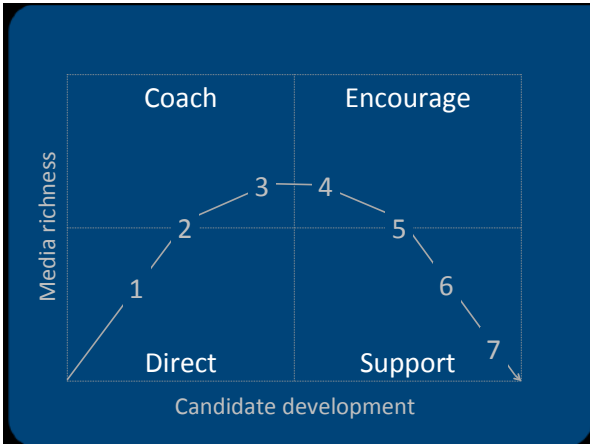 Coach
Encourage
Media richness
3
4
2
5
1
6
7
Direct
Support
Candidate development